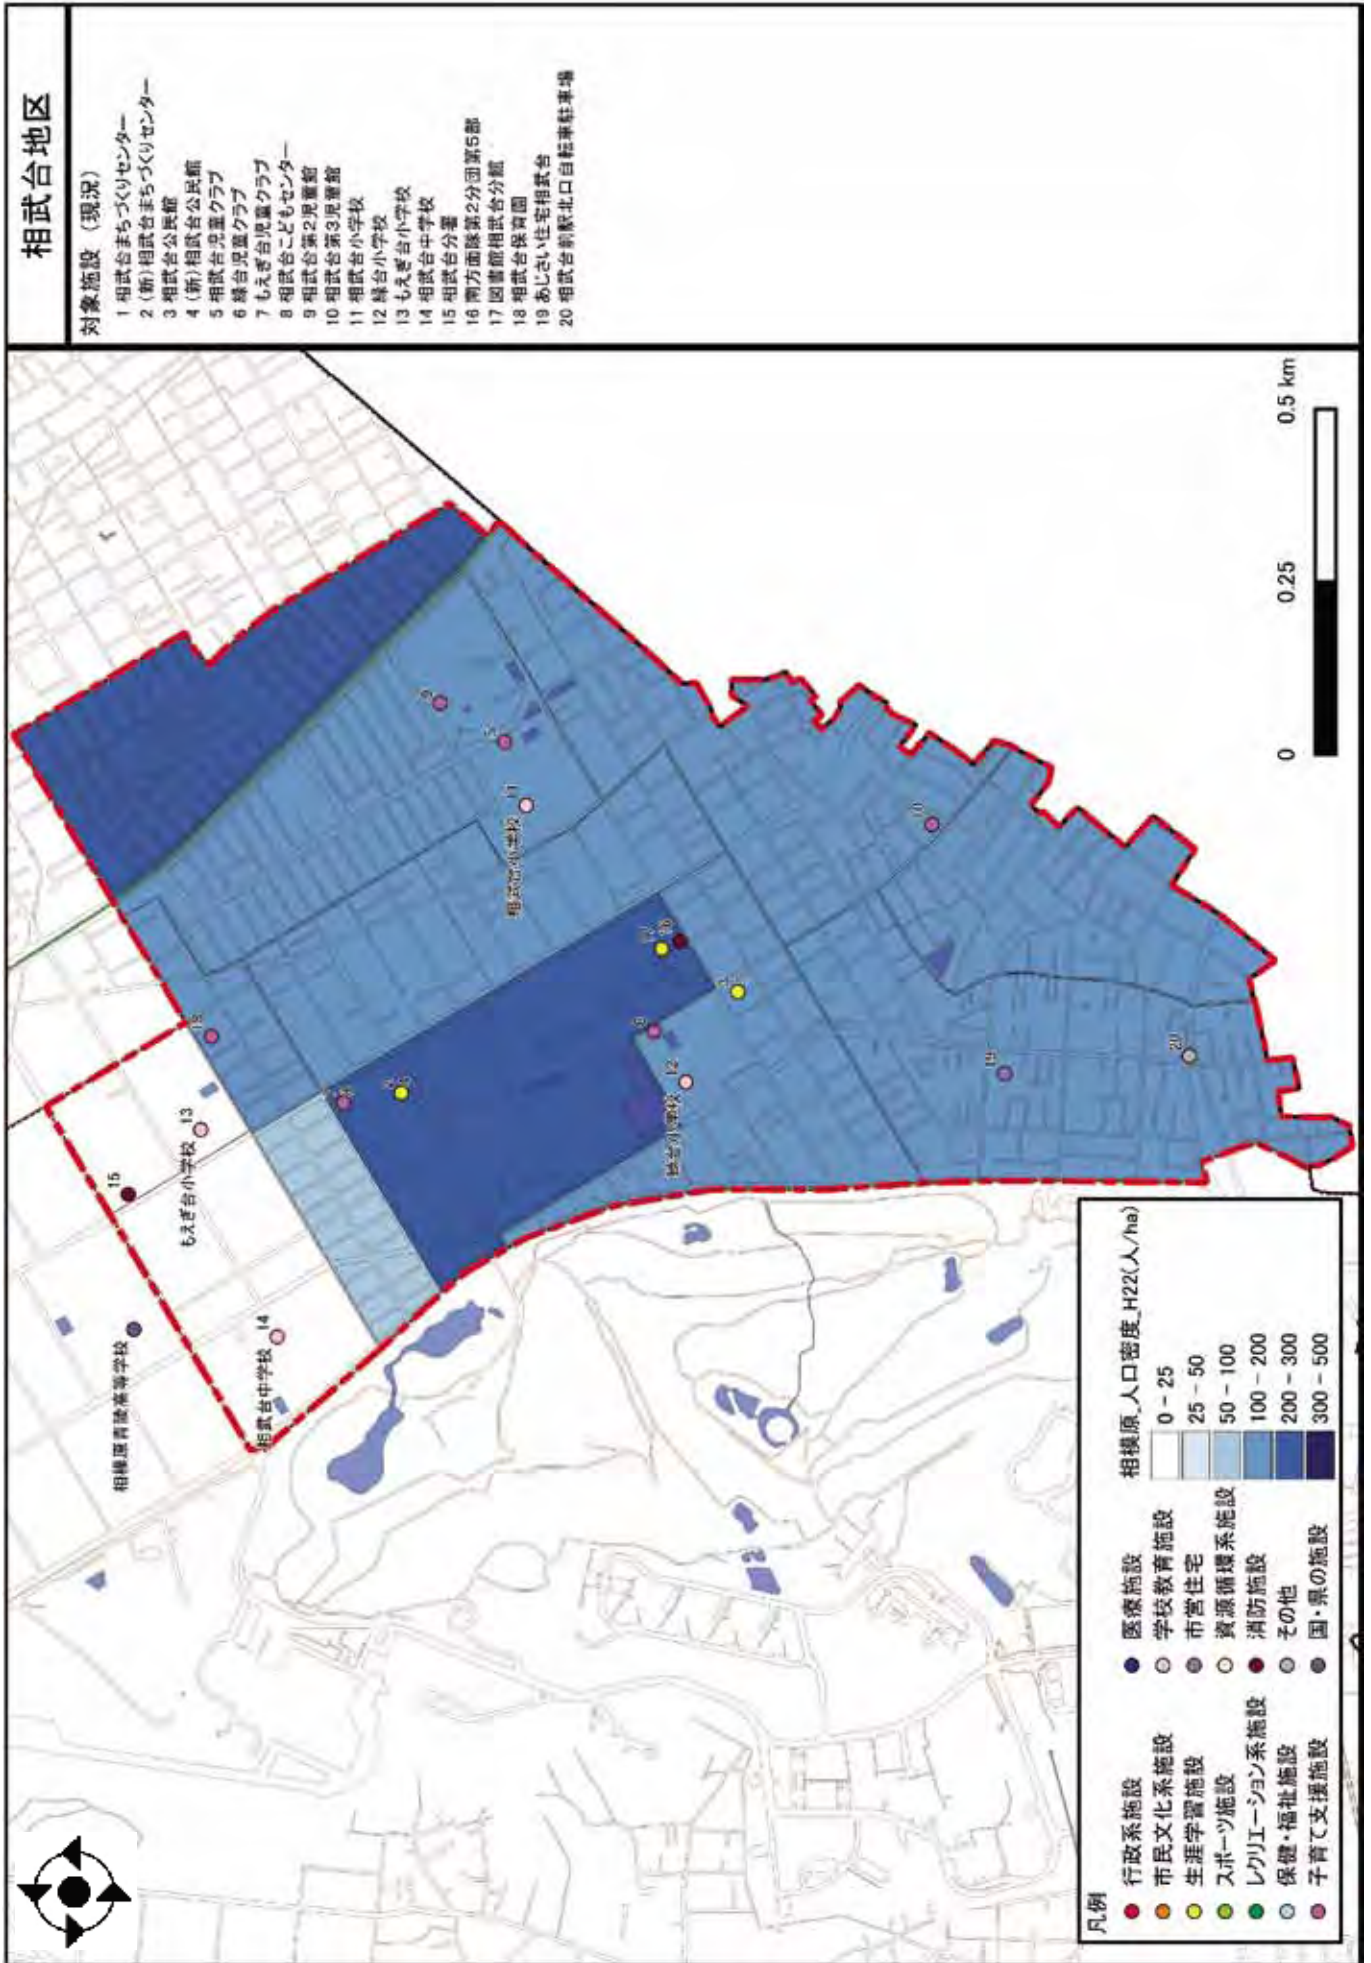 相武台地区
対象施設（現況）
1 相武台まちづくりセンター
2 (新)相武台まちづくりセンター
3 相武台公民館
4 (新)相武台公民館
5 相武台児童クラブ
6 緑台児童クラブ
7 もえぎ台児童クラブ
8 相武台こどもセンター
9 相武台第2児童館
10 相武台第3児童館
11 相武台小学校
12 緑台小学校
13 もえぎ台小学校
14 相武台中学校
15 相武台分署
16 南方面隊第2分団第5部
17 図書館相武台分館
18 相武台保育園
19 あじさい住宅相武台
20 相武台前駅北口自転車駐車場
相模原青陵高等学校
15
もえぎ台小学校 13
相武台中学校 14
18
9
5
相武台小学校 11
17
16
6
緑台小学校 12
10
19
20
0
0.25
0.5 km
凡例
行政系施設
市民文化系施設
生涯学習施設
スポーツ施設
レクリエーション系施設
保健・福祉施設
子育て支援施設
医療施設
学校教育施設
市営住宅
資源循環系施設
消防施設
その他
国・県の施設
相模原_人口密度_H22(人/ha)
0 - 25
25 - 50
50 - 100
100 - 200
200 - 300
300 - 500